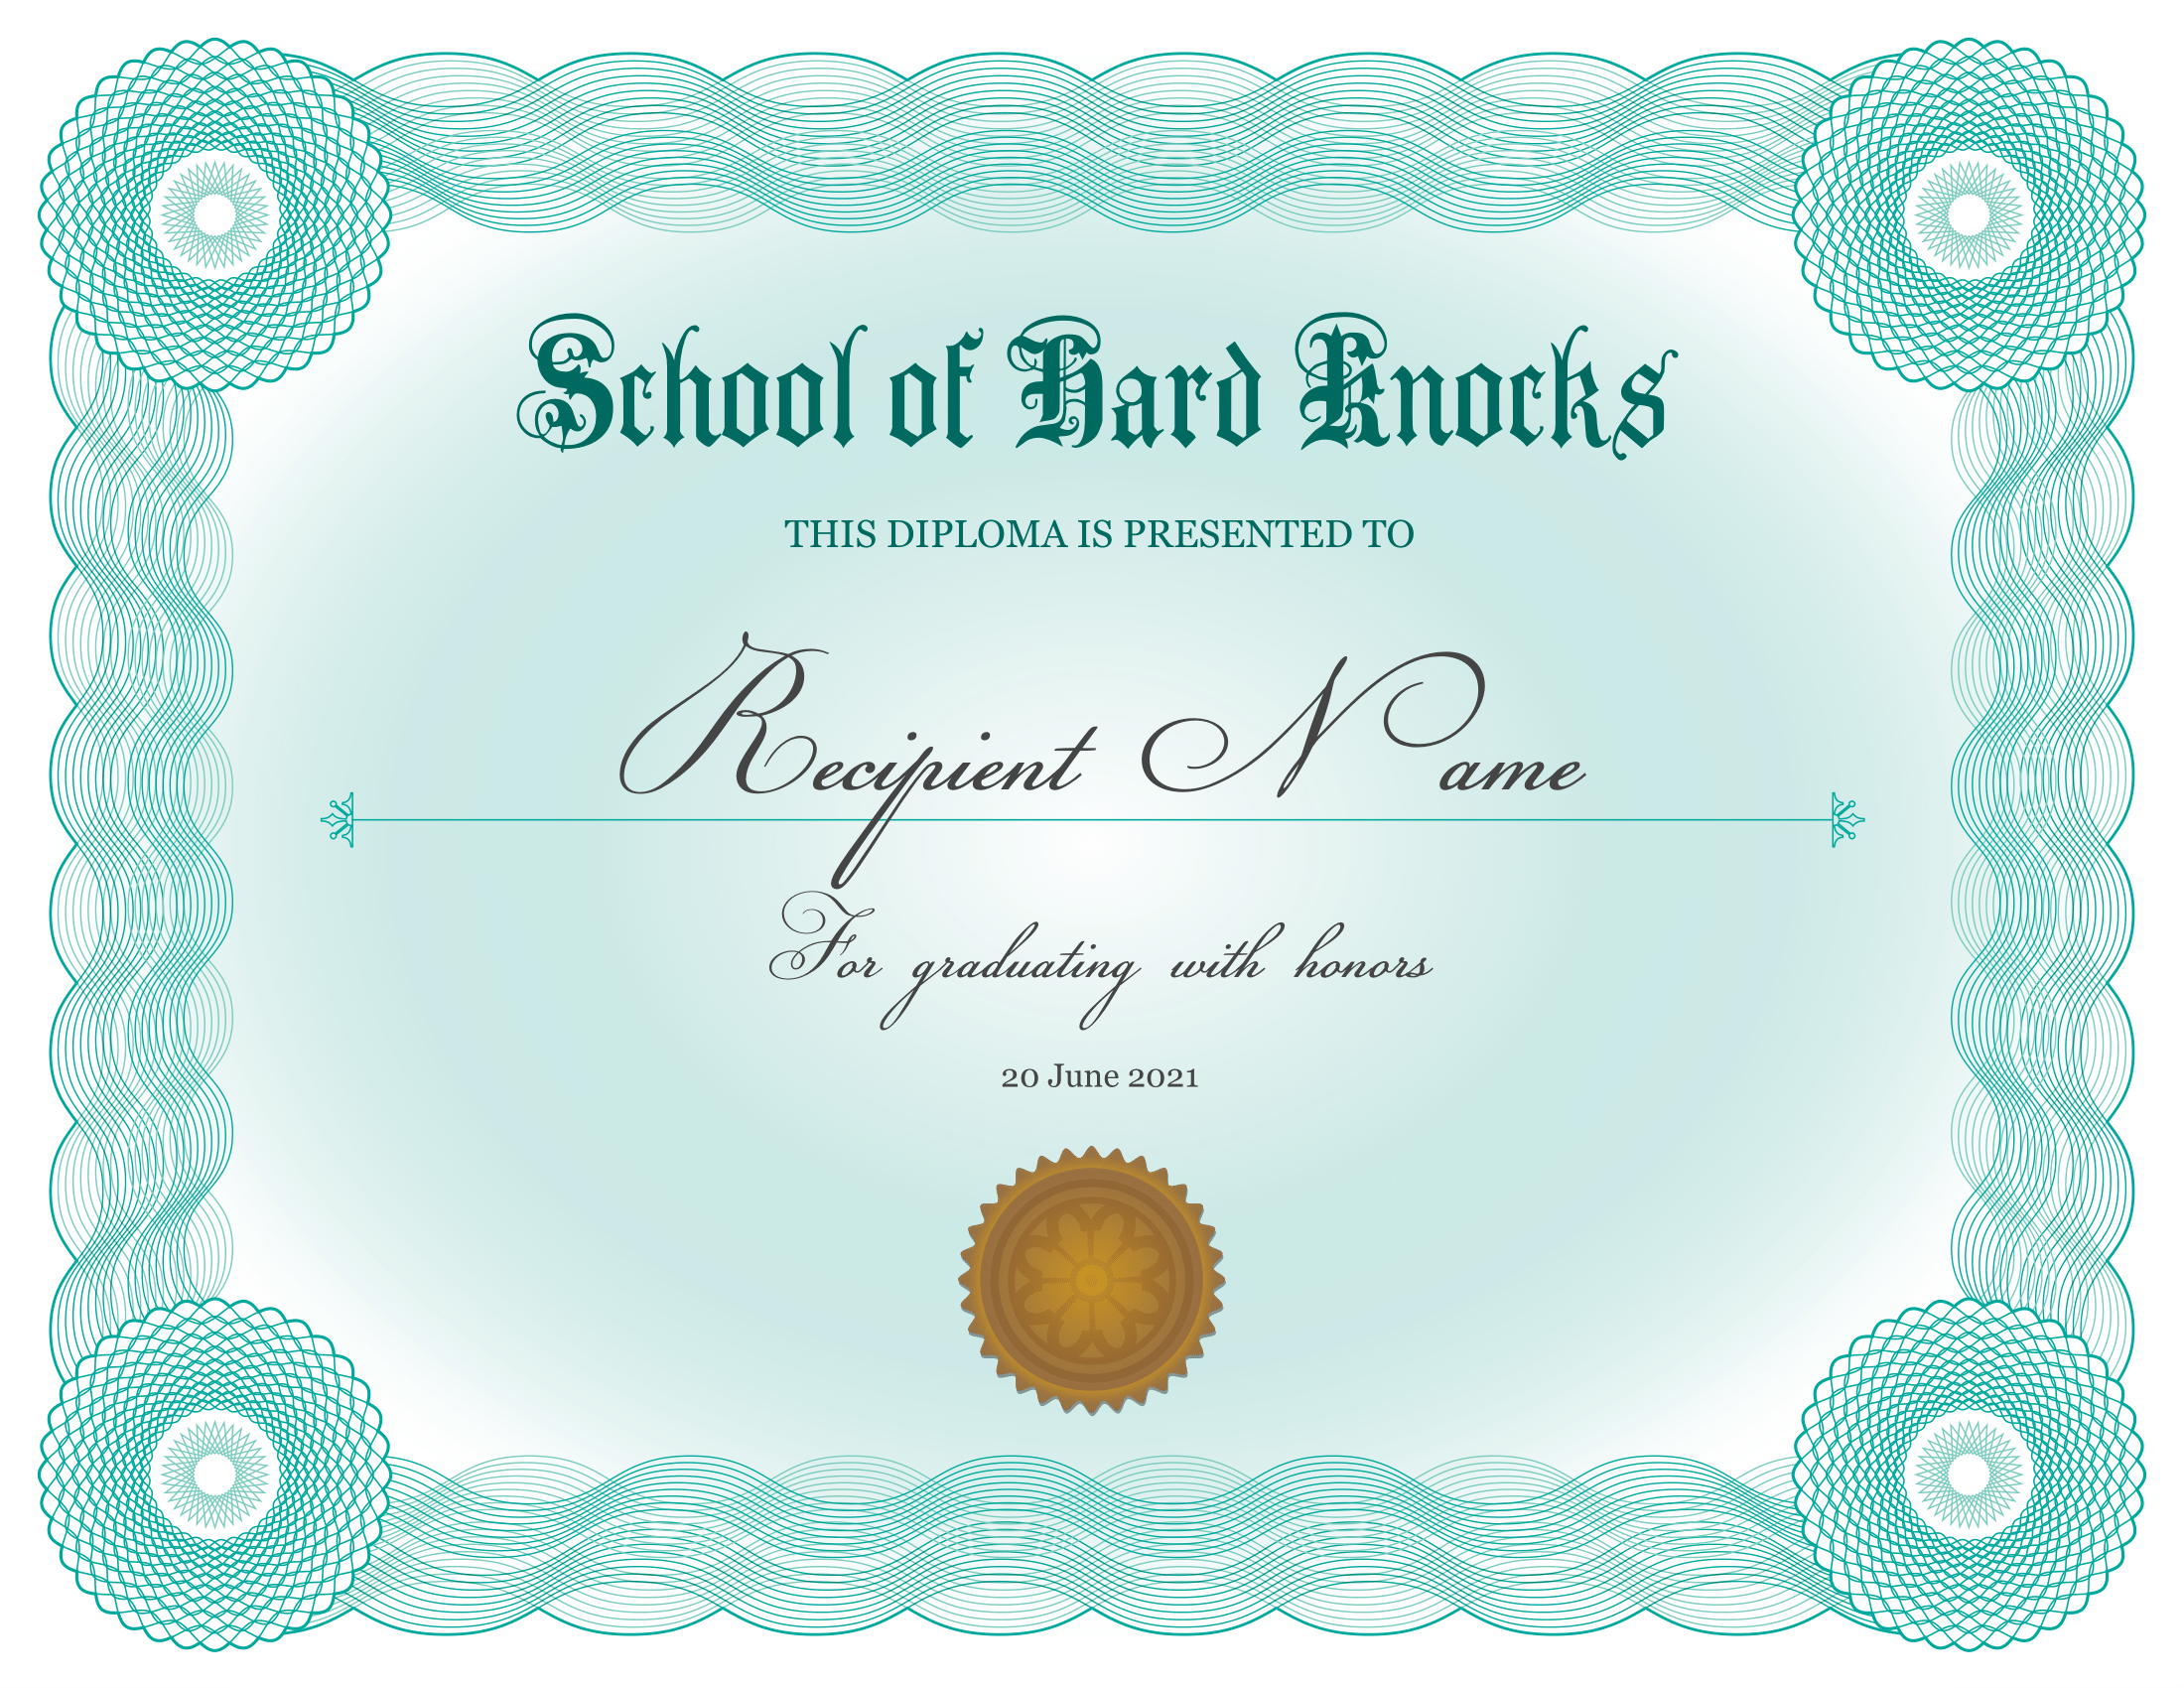 School of Hard Knocks
THIS DIPLOMA IS PRESENTED TO
Recipient Name
For graduating with honors
20 June 2021